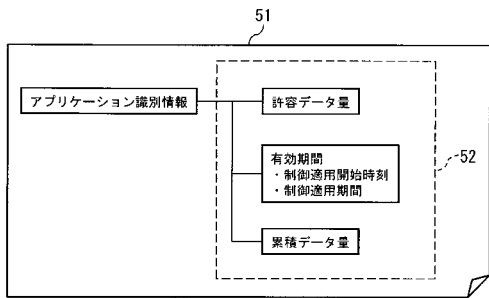 51
アプリケーション識別情報
許容データ量
有効期間
・制御適用開始時刻
・制御適用期間
52
累積データ量